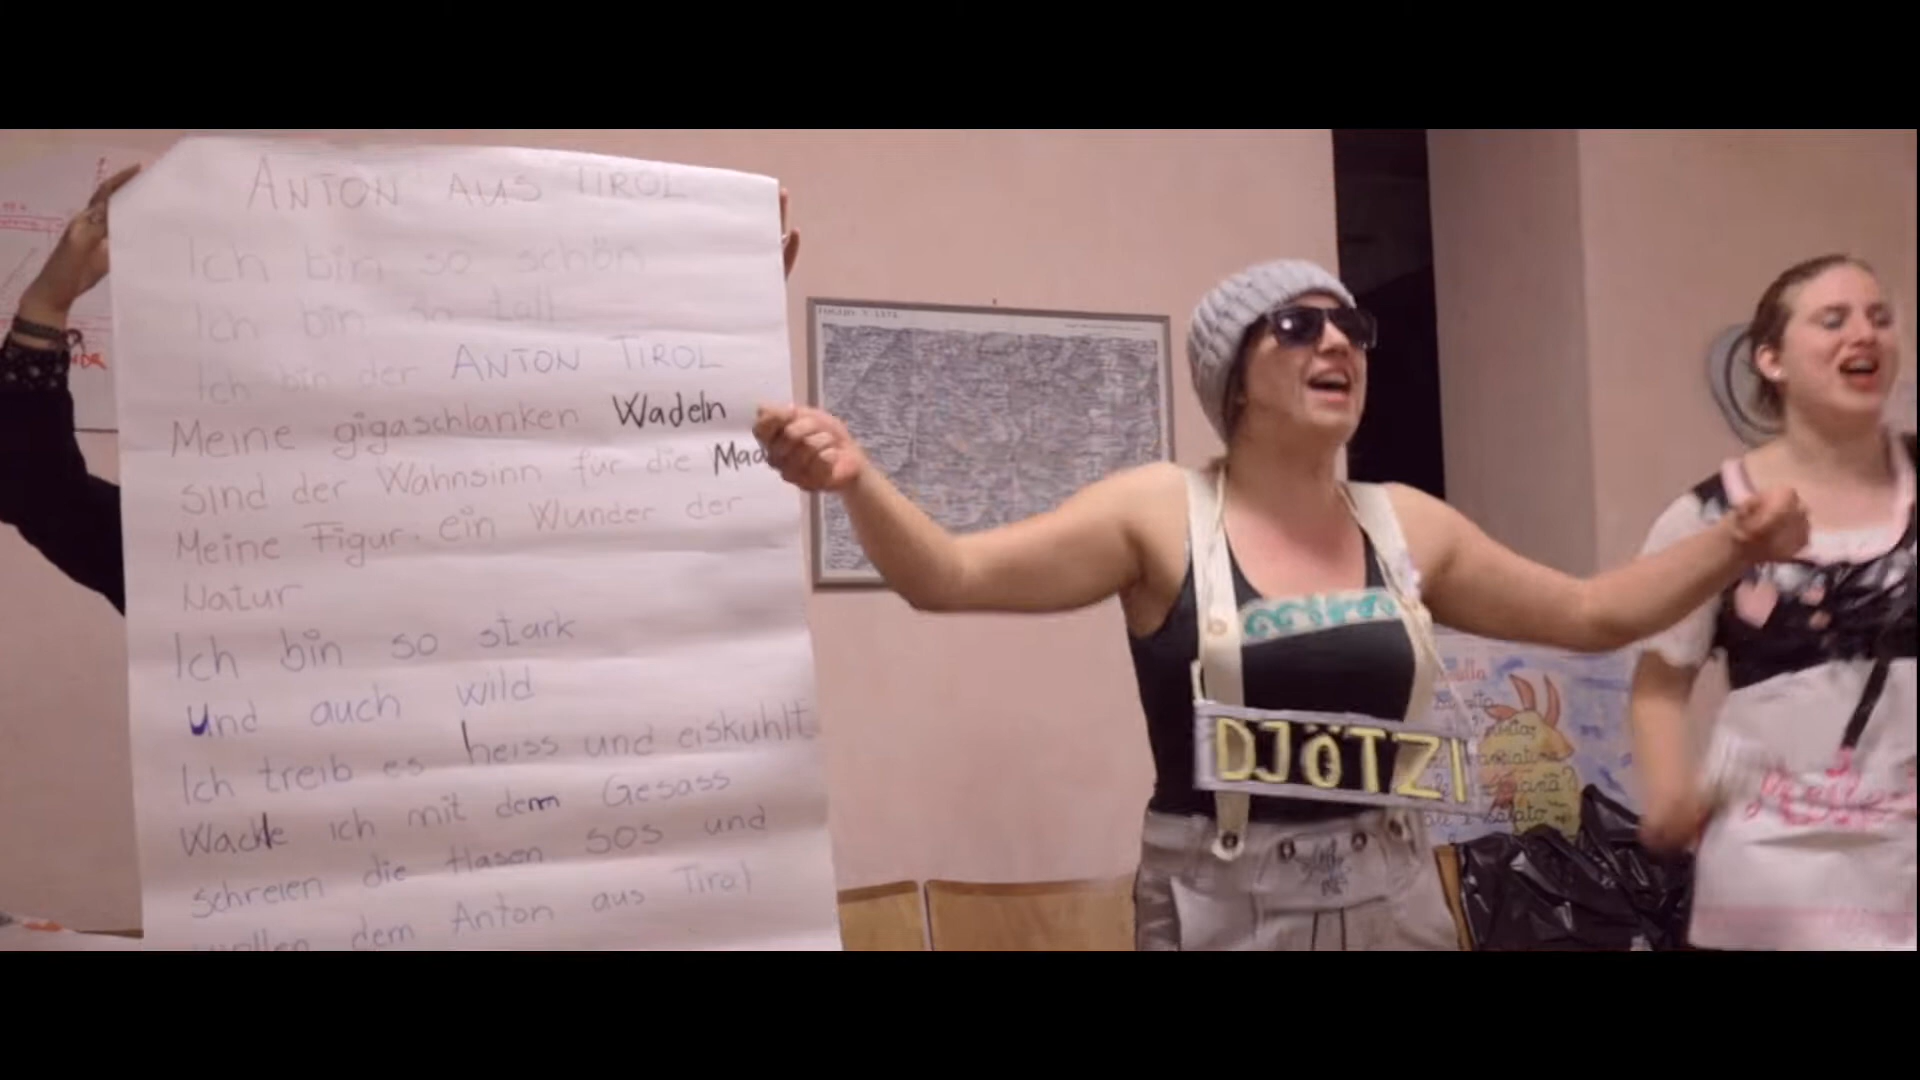 ANTON AUS TIROL
Ich bin so schön
Ich bin so toll
Ich bin der ANTON TIROL
Meine gigaschlanken Wadeln
sind der Wahnsinn für die Mad
Meine Figur ein Wunder der
Natur
Ich bin so stark
und auch wild
Ich treib es heiss und eiskuhlt
Wackle ich mit dem Gesass
schreien die Hasen SOS und
wollen dem Anton aus Tirol
DJÖTZI